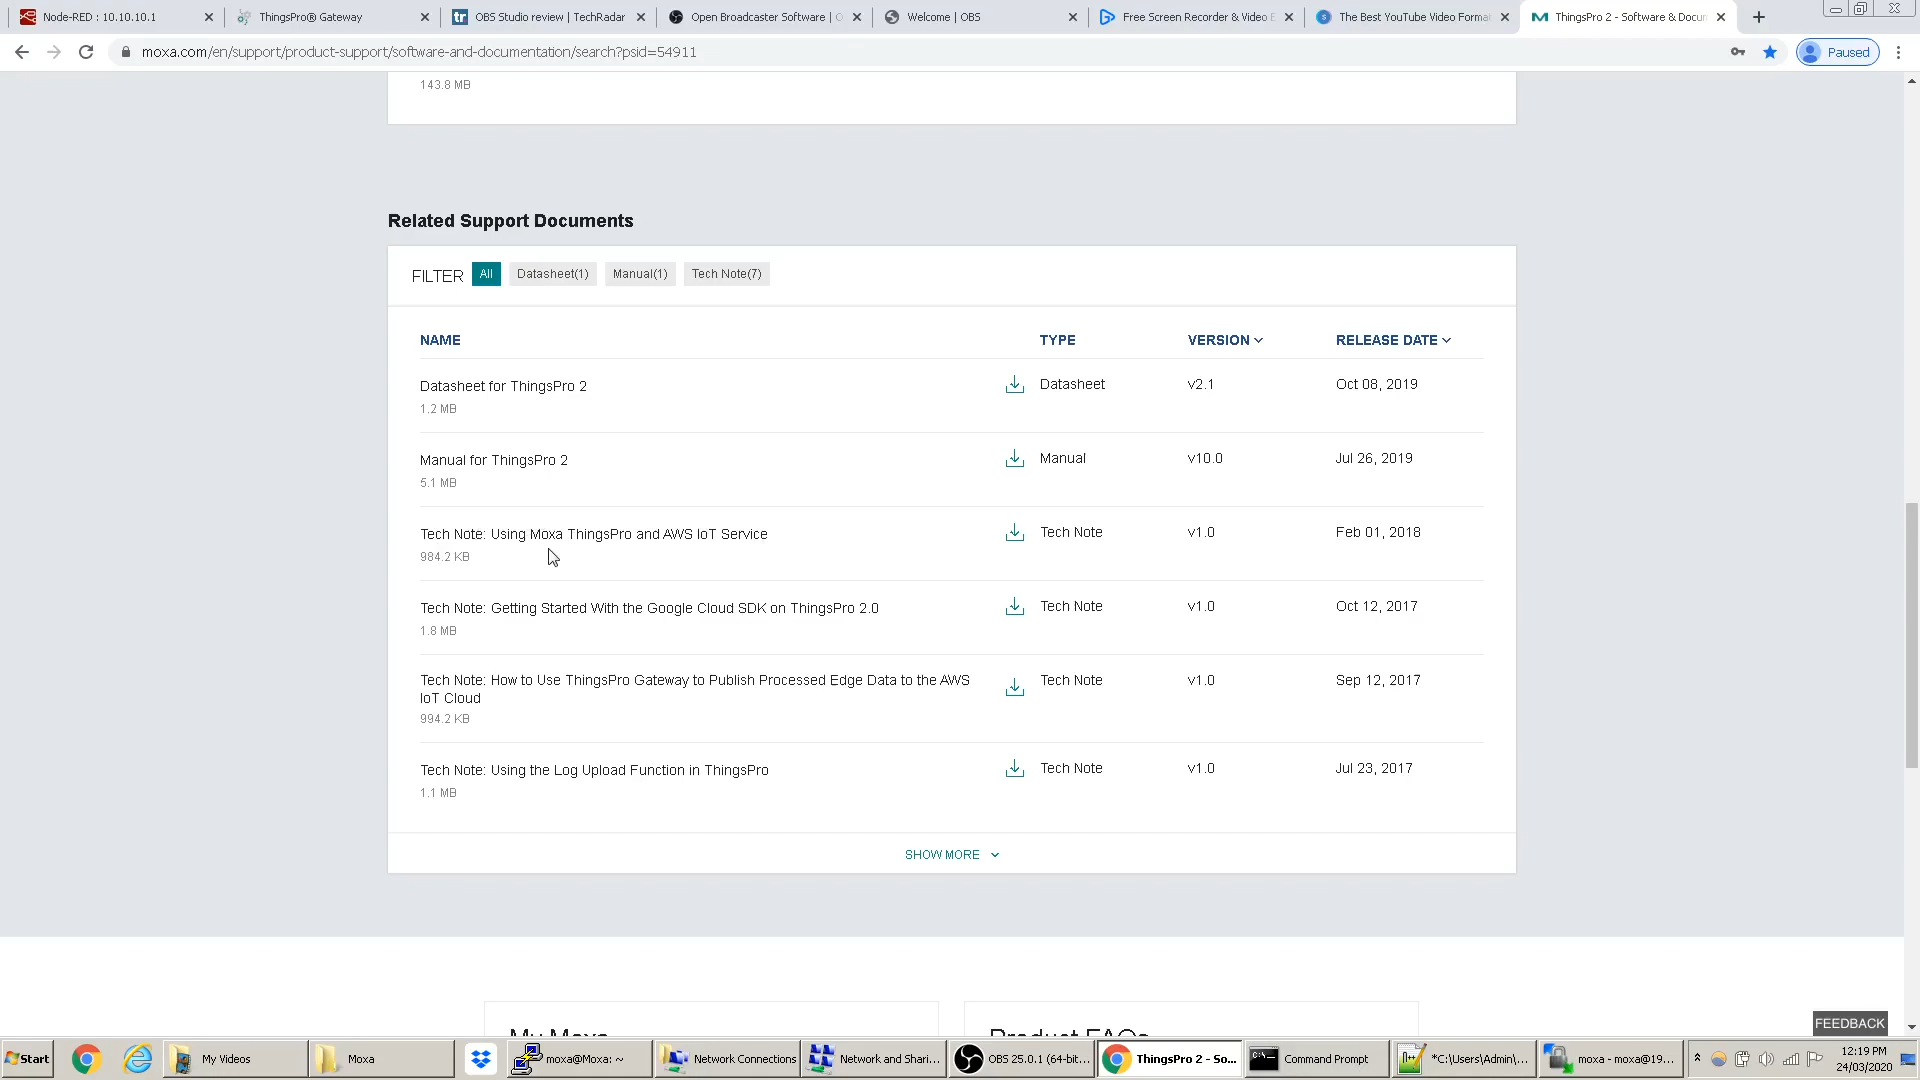 Node-RED : 10.10.10.1
ThingsPro® Gateway
OBS Studio review | TechRadar
Open Broadcaster Software |
Welcome | OBS
Free Screen Recorder & Video E
The Best YouTube Video Format
ThingsPro 2 - Software & Docum
moxa.com/en/support/product-support/software-and-documentation/search?psid=54911
Paused
143.8 MB
Related Support Documents
FILTER All Datasheet(1) Manual(1) Tech Note(7)
NAME TYPE VERSION RELEASE DATE
Datasheet for ThingsPro 2 Datasheet v2.1 Oct 08, 2019
1.2 MB
Manual for ThingsPro 2 Manual v10.0 Jul 26, 2019
5.1 MB
Tech Note: Using Moxa ThingsPro and AWS IoT Service Tech Note v1.0 Feb 01, 2018
984.2 KB
Tech Note: Getting Started With the Google Cloud SDK on ThingsPro 2.0 Tech Note v1.0 Oct 12, 2017
1.8 MB
Tech Note: How to Use ThingsPro Gateway to Publish Processed Edge Data to the AWS Tech Note v1.0 Sep 12, 2017
IoT Cloud
994.2 KB
Tech Note: Using the Log Upload Function in ThingsPro Tech Note v1.0 Jul 23, 2017
1.1 MB
SHOW MORE
My Moxa Product FAQs
FEEDBACK
Start My Videos Moxa moxa@Moxa: ~ Network Connections Network and Shari... OBS 25.0.1 (64-bit... ThingsPro 2 - So... Command Prompt *C:\Users\Admin\... moxa - moxa@19... 12:19 PM
24/03/2020